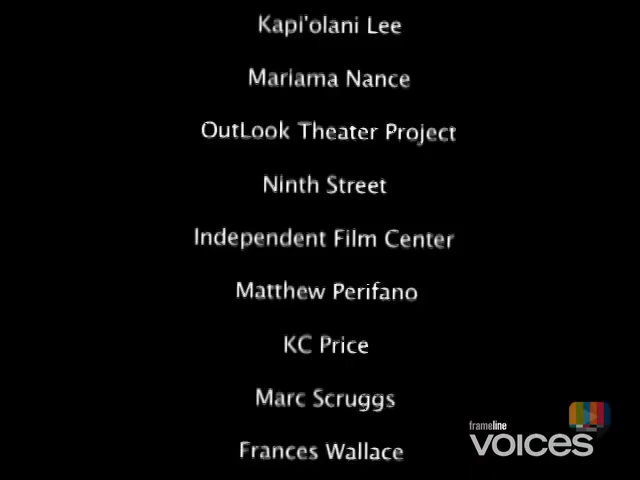 Kapi'olani Lee
Mariama Nance
OutLook Theater Project
Ninth Street
Independent Film Center
Matthew Perifano
KC Price
Marc Scruggs
Frances Wallace
frameline
voices